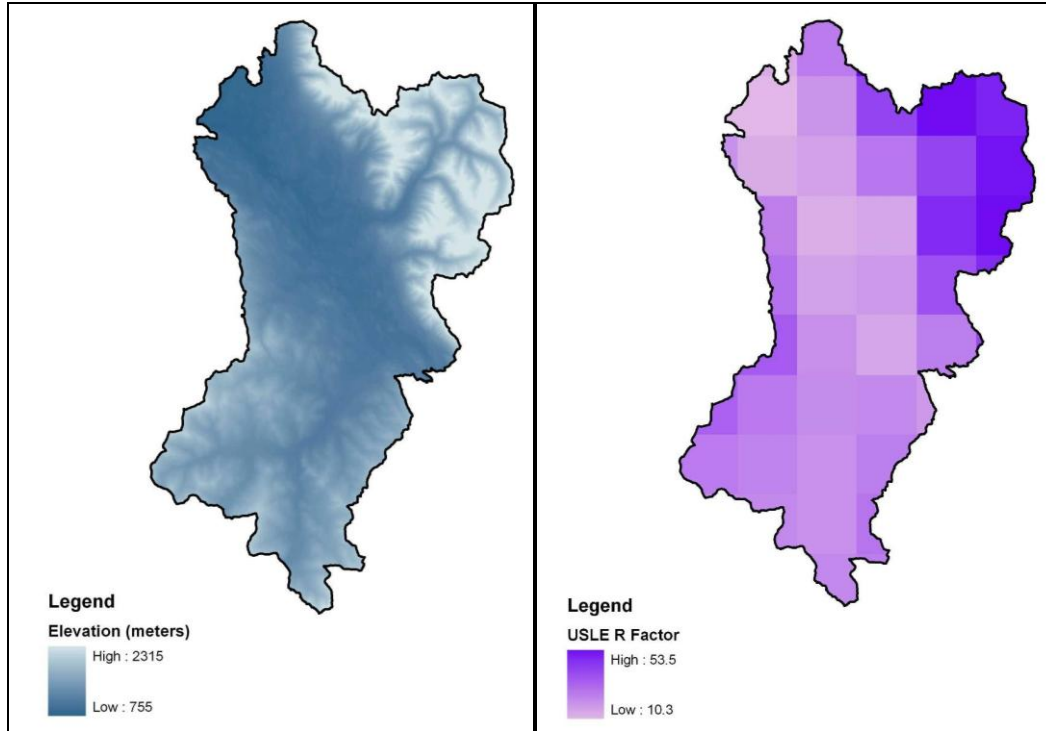 Legend
Elevation (meters)
High : 2315
Low : 755
Legend
USLE R Factor
High : 53.5
Low : 10.3